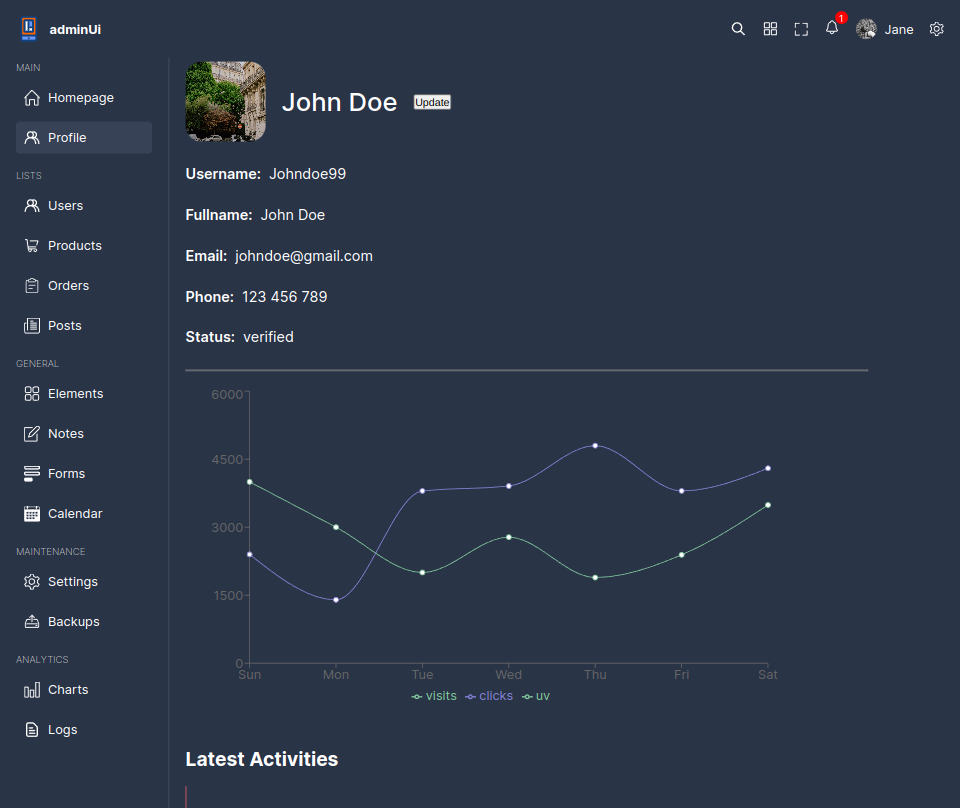 adminUi
1
Jane
MAIN
Homepage
Profile
LISTS
Users
Products
Orders
Posts
GENERAL
Elements
Notes
Forms
Calendar
MAINTENANCE
Settings
Backups
ANALYTICS
Charts
Logs
John Doe
Update
Username: Johndoe99
Fullname: John Doe
Email: johndoe@gmail.com
Phone: 123 456 789
Status: verified
6000
4500
3000
1500
0
Sun Mon Tue Wed Thu Fri Sat
visits clicks uv
Latest Activities